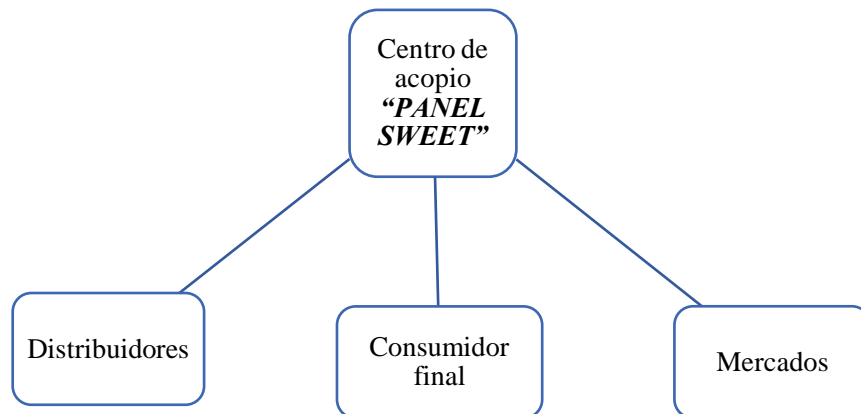 Centro de
acopio
“PANEL
SWEET”
Distribuidores
Consumidor
final
Mercados